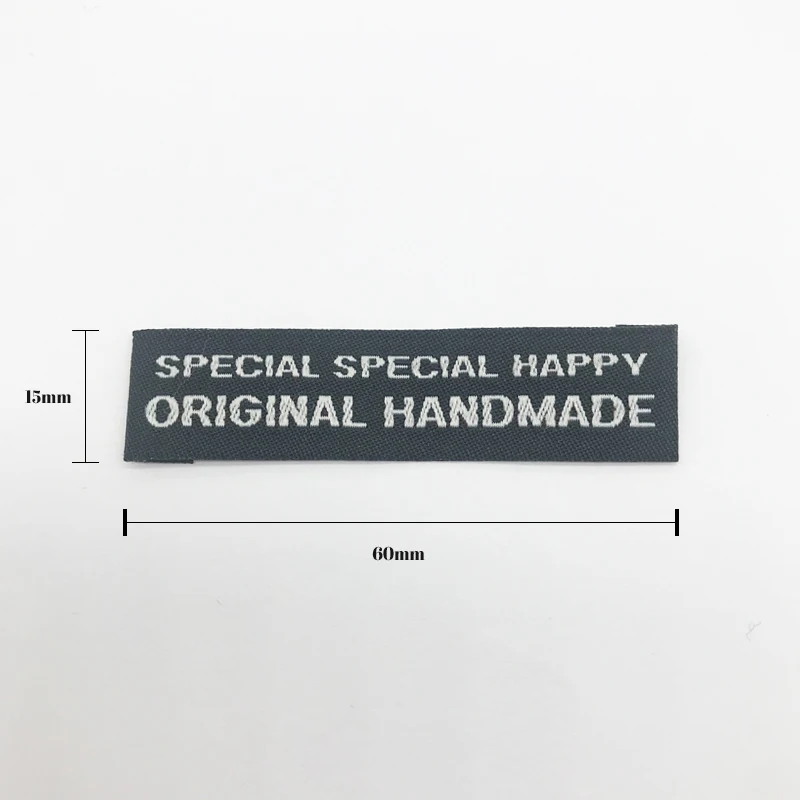 SPECIAL SPECIAL HAPPY
ORIGINAL HANDMADE
15mm
60mm